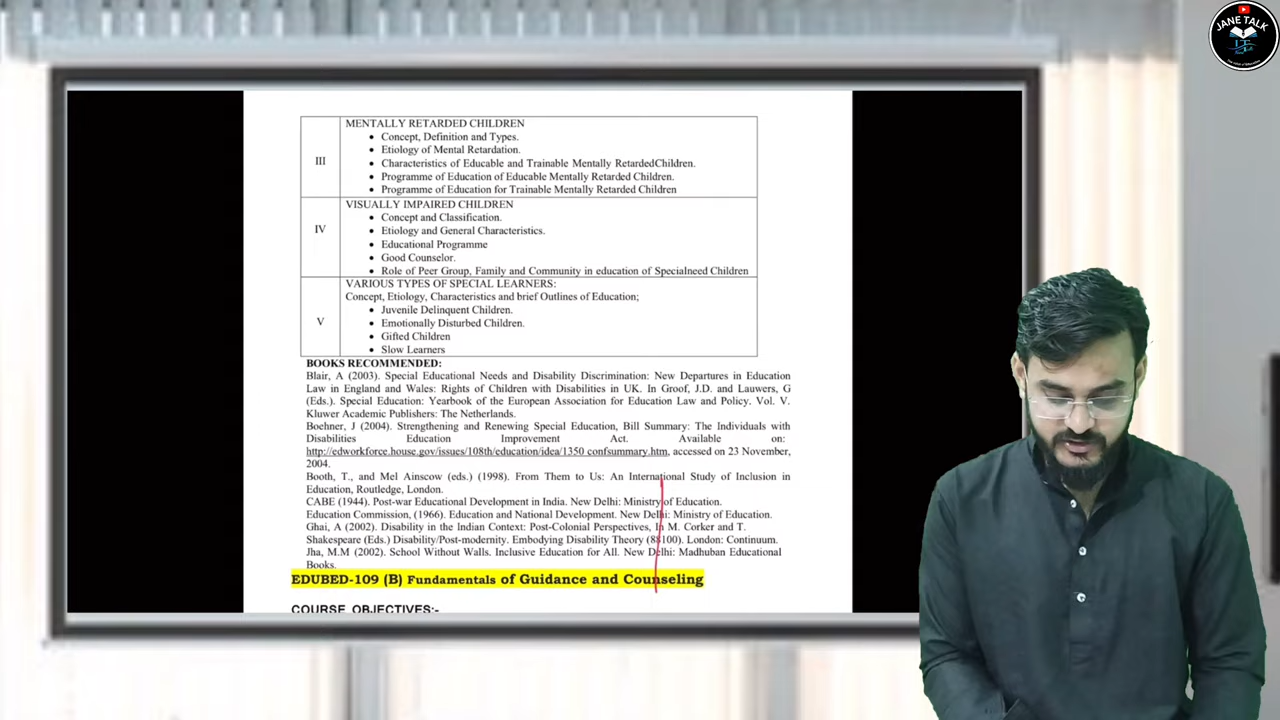 JANE TALK
III
MENTALLY RETARDED CHILDREN
• Concept, Definition and Types.
• Etiology of Mental Retardation.
• Characteristics of Educable and Trainable Mentally RetardedChildren.
• Programme of Education of Educable Mentally Retarded Children.
• Programme of Education for Trainable Mentally Retarded Children
IV
VISUALLY IMPAIRED CHILDREN
• Concept and Classification.
• Etiology and General Characteristics.
• Educational Programme
• Good Counselor.
• Role of Peer Group, Family and Community in education of Specialneed Children
V
VARIOUS TYPES OF SPECIAL LEARNERS:
Concept, Etiology, Characteristics and brief Outlines of Education;
• Juvenile Delinquent Children.
• Emotionally Disturbed Children.
• Gifted Children
• Slow Learners
BOOKS RECOMMENDED:
Blair, A (2003). Special Educational Needs and Disability Discrimination: New Departures in Education
Law in England and Wales: Rights of Children with Disabilities in UK. In Groof, J.D. and Lauwers, G
(Eds.). Special Education: Yearbook of the European Association for Education Law and Policy. Vol. V.
Kluwer Academic Publishers: The Netherlands.
Boehner, J (2004). Strengthening and Renewing Special Education, Bill Summary: The Individuals with
Disabilities Education Improvement Act. Available on:
http://edworkforce.house.gov/issues/108th/education/idea/1350 confsummary.htm, accessed on 23 November,
2004.
Booth, T., and Mel Ainscow (eds.) (1998). From Them to Us: An International Study of Inclusion in
Education, Routledge, London.
CABE (1944). Post-war Educational Development in India. New Delhi: Ministry of Education.
Education Commission, (1966). Education and National Development. New Delhi: Ministry of Education.
Ghai, A (2002). Disability in the Indian Context: Post-Colonial Perspectives, In M. Corker and T.
Shakespeare (Eds.) Disability/Post-modernity. Embodying Disability Theory (88100). London: Continuum.
Jha, M.M (2002). School Without Walls. Inclusive Education for All. New Delhi: Madhuban Educational
Books.
EDUBED-109 (B) Fundamentals of Guidance and Counseling
COURSE OBJECTIVES:-